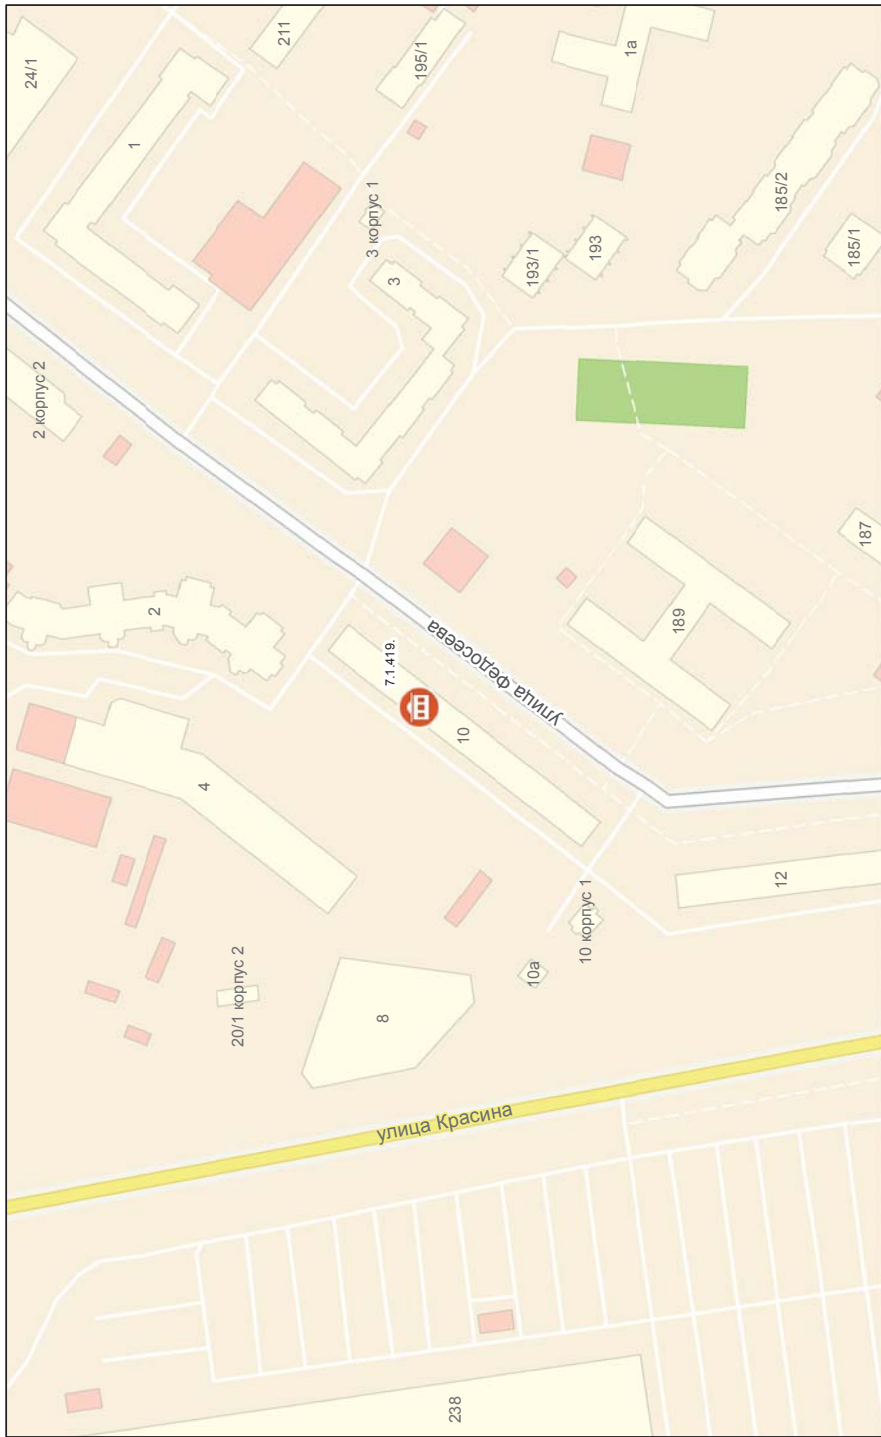 24/1
211
195/1
1а
1
185/2
3 корпус 1
193/1
193
185/1
3
2 корпус 2
2
187
189
7.1.419.
улица Федосеева
10
4
12
10 корпус 1
10а
20/1 корпус 2
8
улица Красина
238